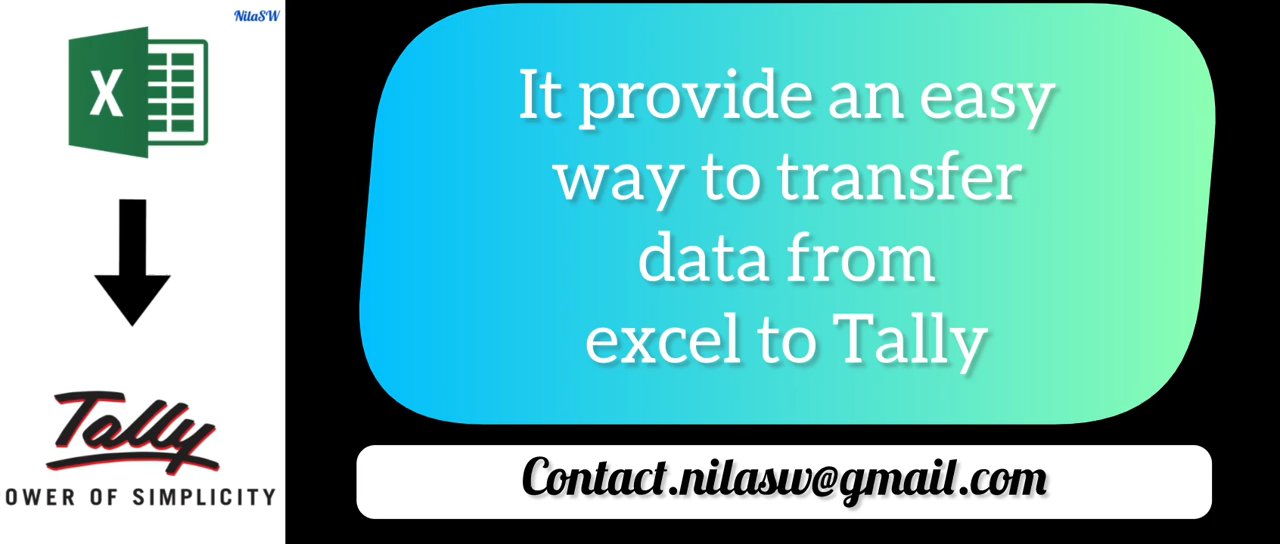 NilaSW
X
Tally
OWER OF SIMPLICITY
It provide an easy
way to transfer
data from
excel to Tally
Contact.nilasw@gmail.com